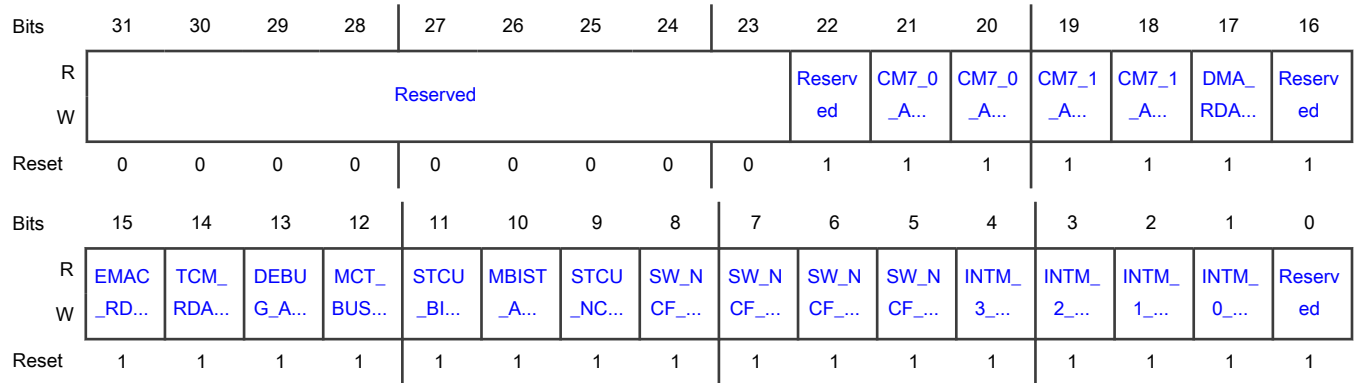 Bits 31 30 29 28 27 26 25 24 23 22 21 20 19 18 17 16
R Reserved Reserv CM7_0 CM7_0 CM7_1 CM7_1 DMA_ Reserv
W ed _A... _A... _A... _A... RDA... ed
Reset 0 0 0 0 0 0 0 0 0 1 1 1 1 1 1 1
Bits 15 14 13 12 11 10 9 8 7 6 5 4 3 2 1 0
R EMAC TCM_ DEBU MCT_ STCU MBIST STCU SW_N SW_N SW_N SW_N INTM_ INTM_ INTM_ INTM_ Reserv
W _RD... RDA... G_A... BUS... _BI... _A... _NC... CF_... CF_... CF_... CF_... 3_... 2_... 1_... 0_... ed
Reset 1 1 1 1 1 1 1 1 1 1 1 1 1 1 1 1